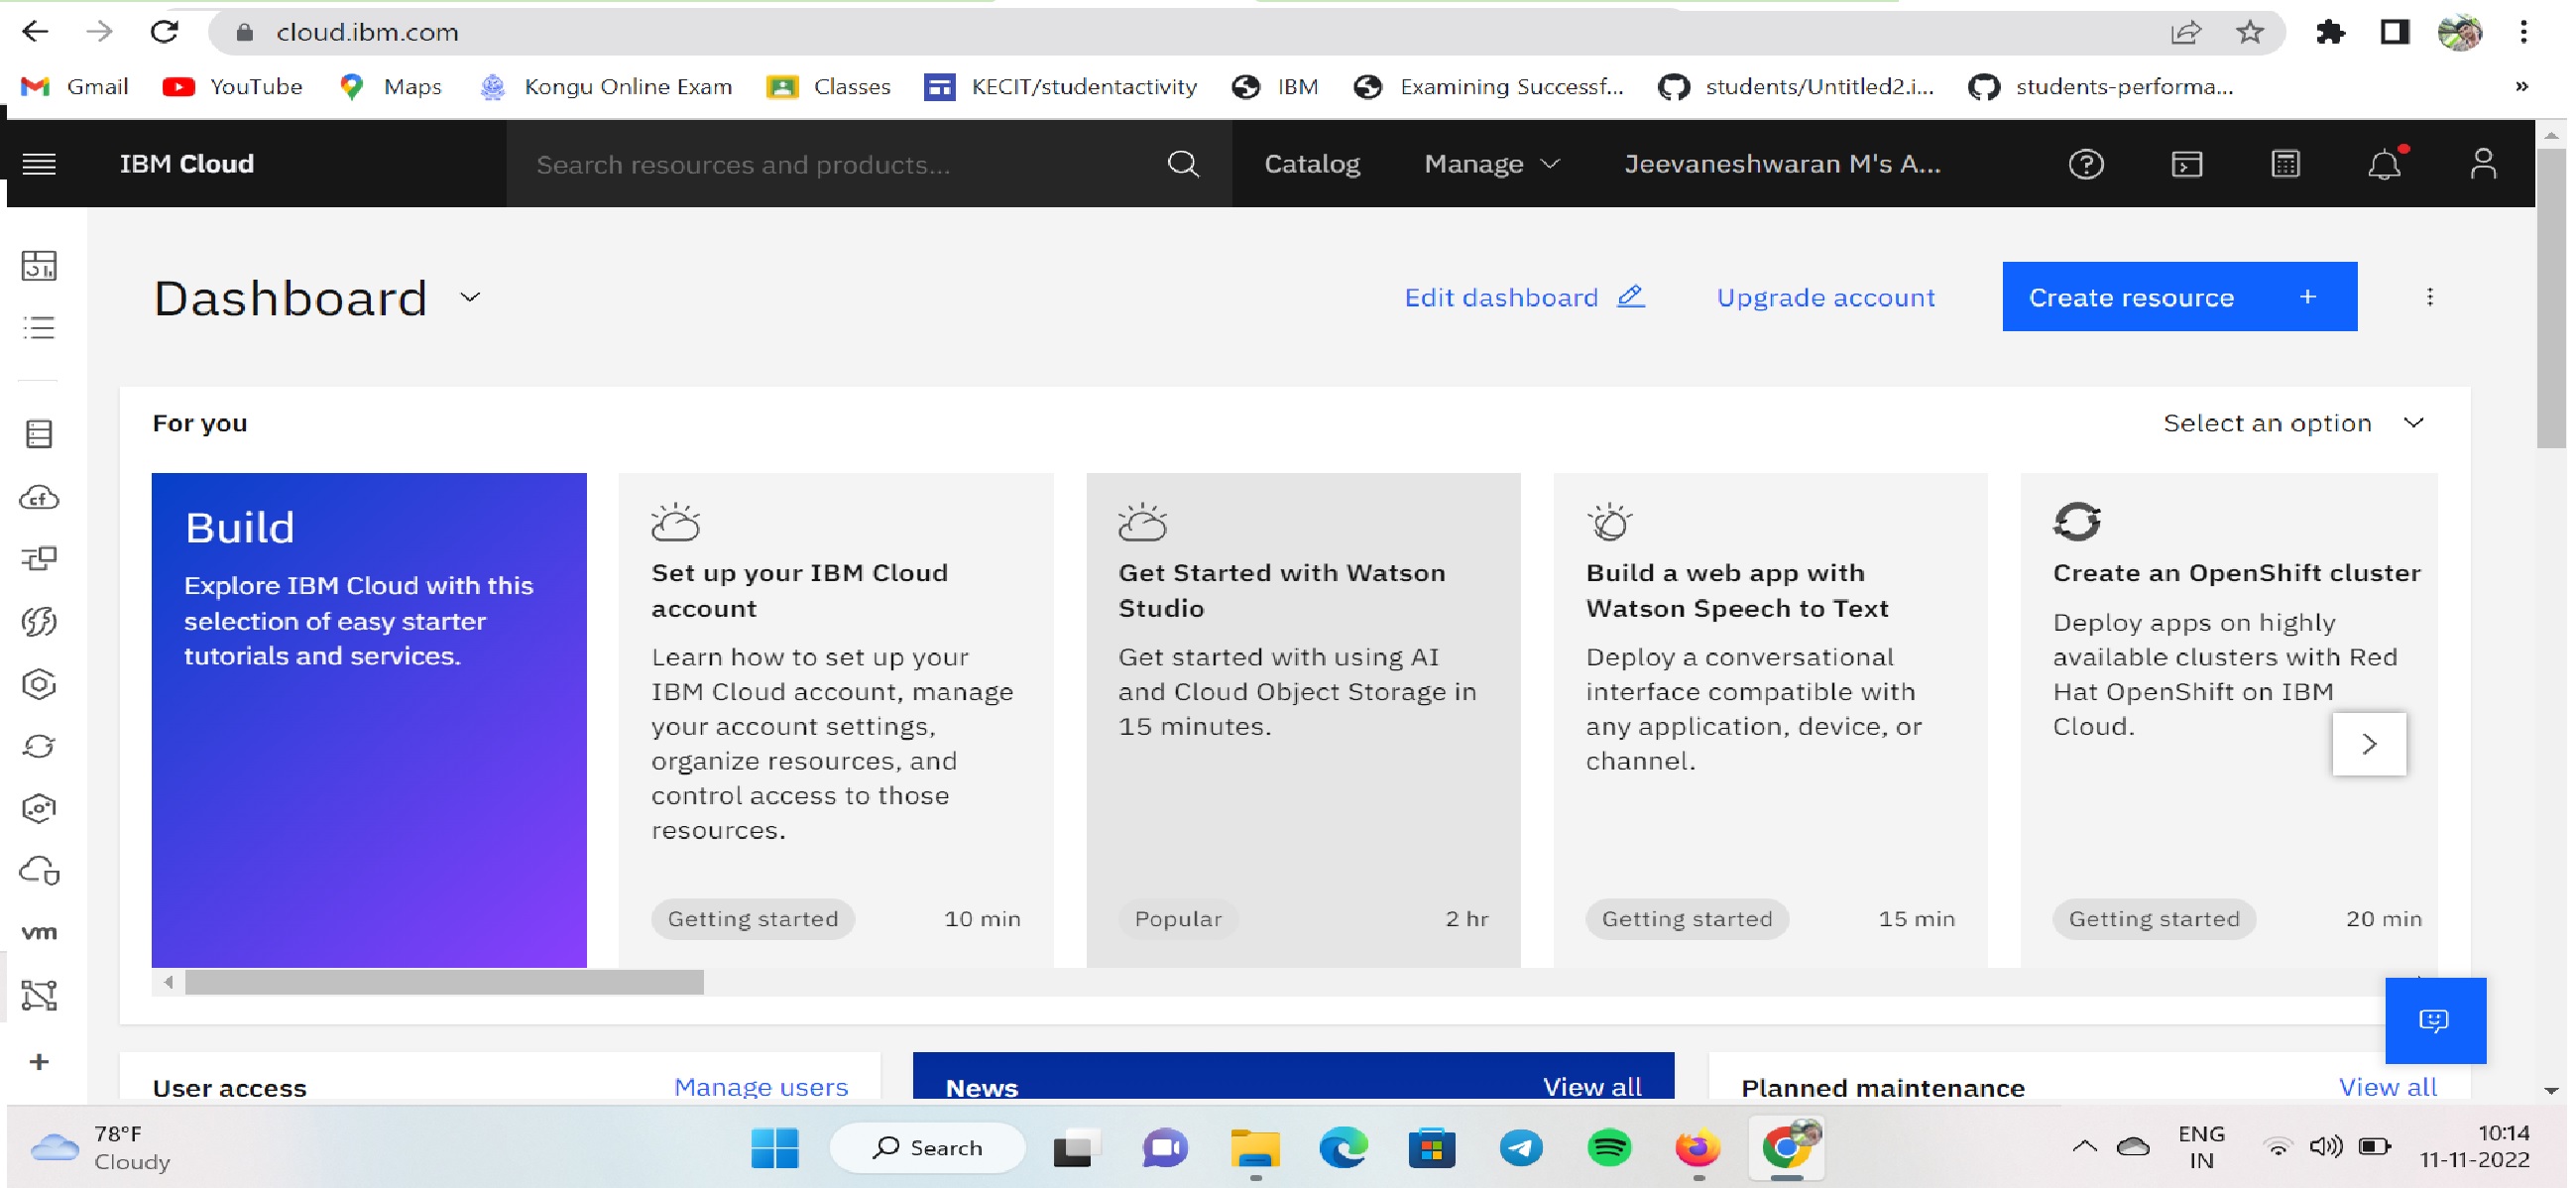 cloud.ibm.com
Gmail YouTube Maps Kongu Online Exam Classes KECIT/studentactivity IBM Examining Successf... students/Untitled2.i... students-performa... »
IBM Cloud Search resources and products... Catalog Manage Jeevaneshwaran M's A...
Dashboard Edit dashboard Upgrade account Create resource +
For you Select an option
Build
Explore IBM Cloud with this
selection of easy starter
tutorials and services.
Set up your IBM Cloud
account
Learn how to set up your
IBM Cloud account, manage
your account settings,
organize resources, and
control access to those
resources.
Getting started 10 min
Get Started with Watson
Studio
Get started with using AI
and Cloud Object Storage in
15 minutes.
Popular 2 hr
Build a web app with
Watson Speech to Text
Deploy a conversational
interface compatible with
any application, device, or
channel.
Getting started 15 min
Create an OpenShift cluster
Deploy apps on highly
available clusters with Red
Hat OpenShift on IBM
Cloud.
Getting started 20 min
cf
vm
User access Manage users
News View all
Planned maintenance View all
78°F
Cloudy
Search
ENG
IN
10:14
11-11-2022